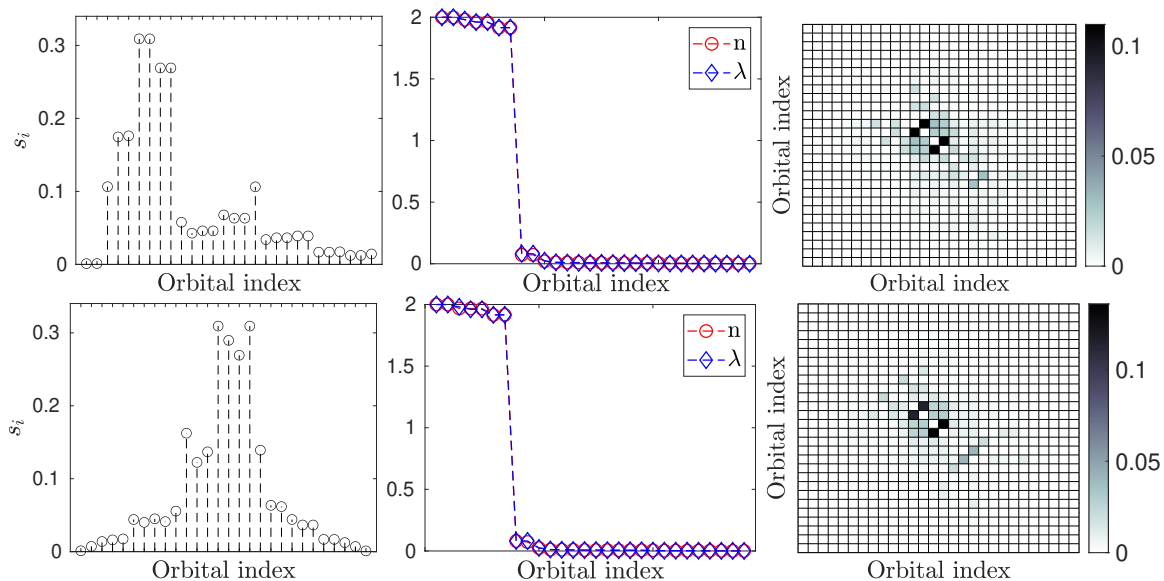 0.3
0.2
0.1
0
s_i
Orbital index
2
1.5
1
0.5
0
n
λ
Orbital index
Orbital index
Orbital index
0.1
0.05
0
0.3
0.2
0.1
0
s_i
Orbital index
2
1.5
1
0.5
0
n
λ
Orbital index
Orbital index
Orbital index
0.1
0.05
0